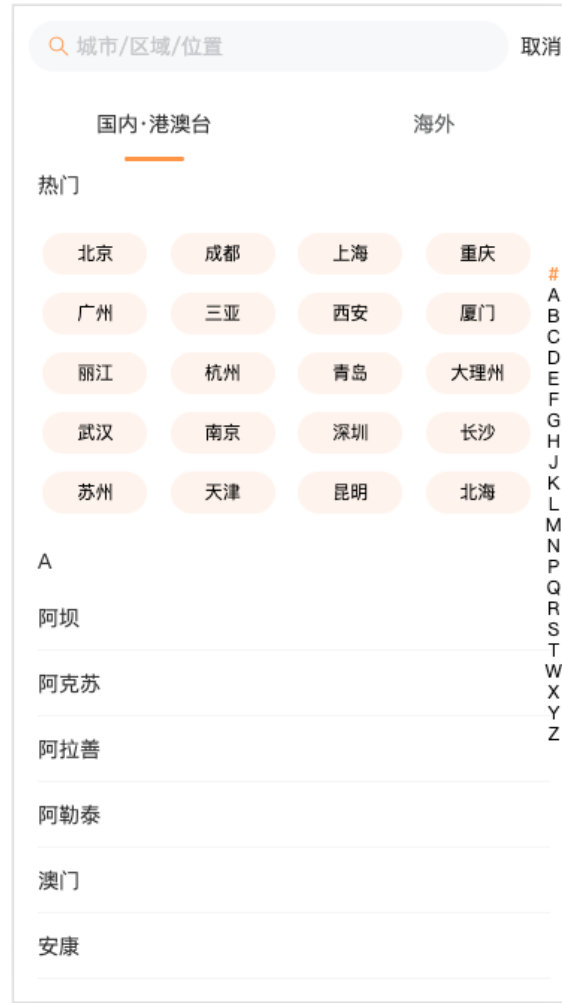 城市/区域/位置 取消
国内·港澳台 海外
热门
北京 成都 上海 重庆
广州 三亚 西安 厦门
丽江 杭州 青岛 大理州
武汉 南京 深圳 长沙
苏州 天津 昆明 北海
A
阿坝
阿克苏
阿拉善
阿勒泰
澳门
安康
#
A
B
C
D
E
F
G
H
J
K
L
M
N
P
Q
R
S
T
W
X
Y
Z